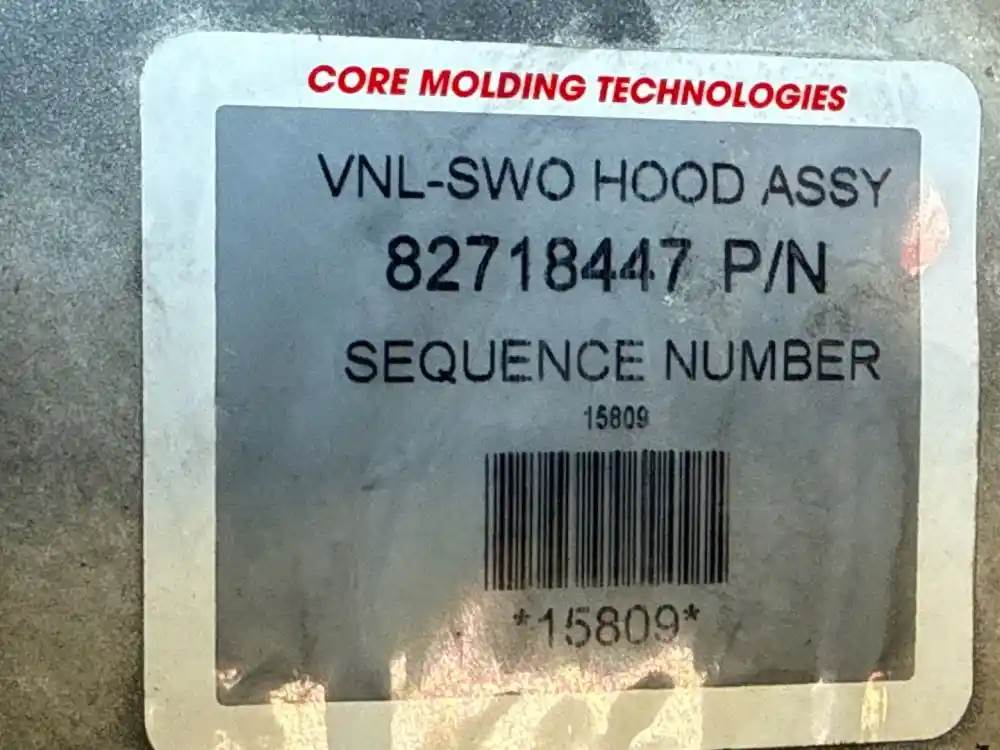 CORE MOLDING TECHNOLOGIES
VNL-SWO HOOD ASSY
82718447 P/N
SEQUENCE NUMBER
15809
*15809*